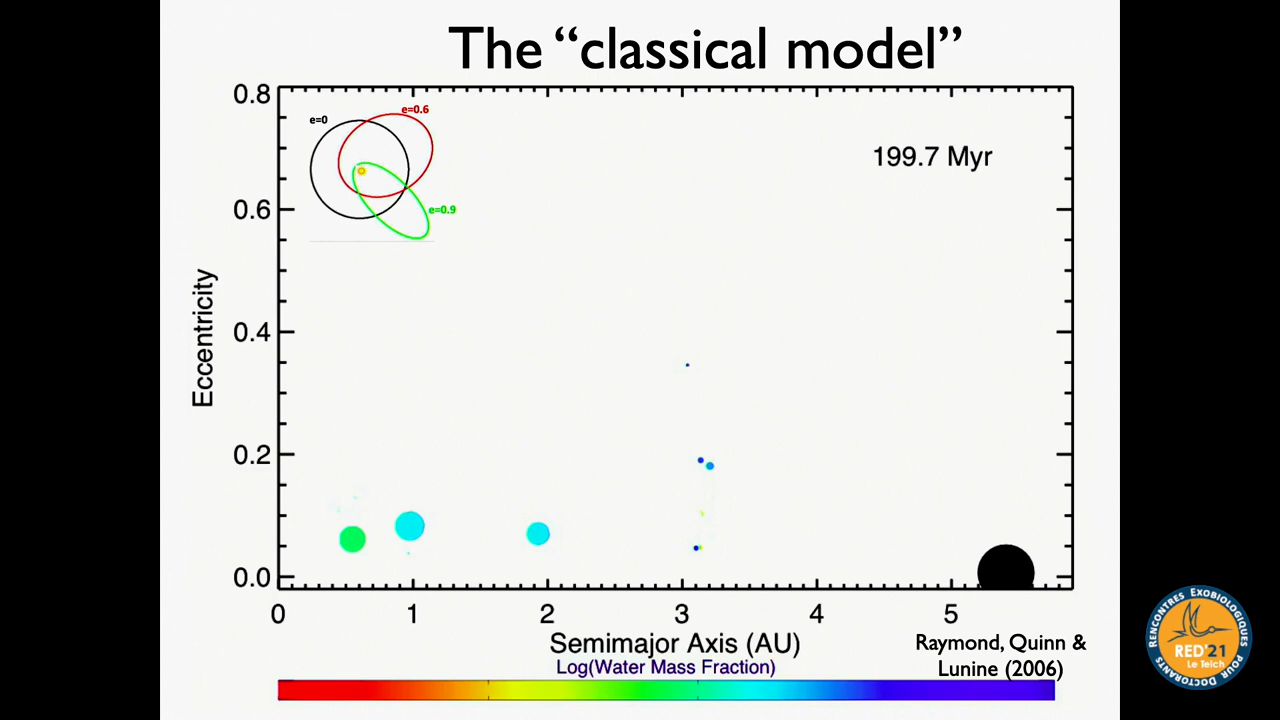 The “classical model”
0.8
0.6
0.4
0.2
0.0
Eccentricity
e=0
e=0.6
e=0.9
199.7 Myr
0 1 2 3 4 5
Semimajor Axis (AU)
Log(Water Mass Fraction)
Raymond, Quinn &
Lunine (2006)
RENCONTRES EXOBIOLOGIQUES POUR DOCTORANTS
RED'21
Le Teich